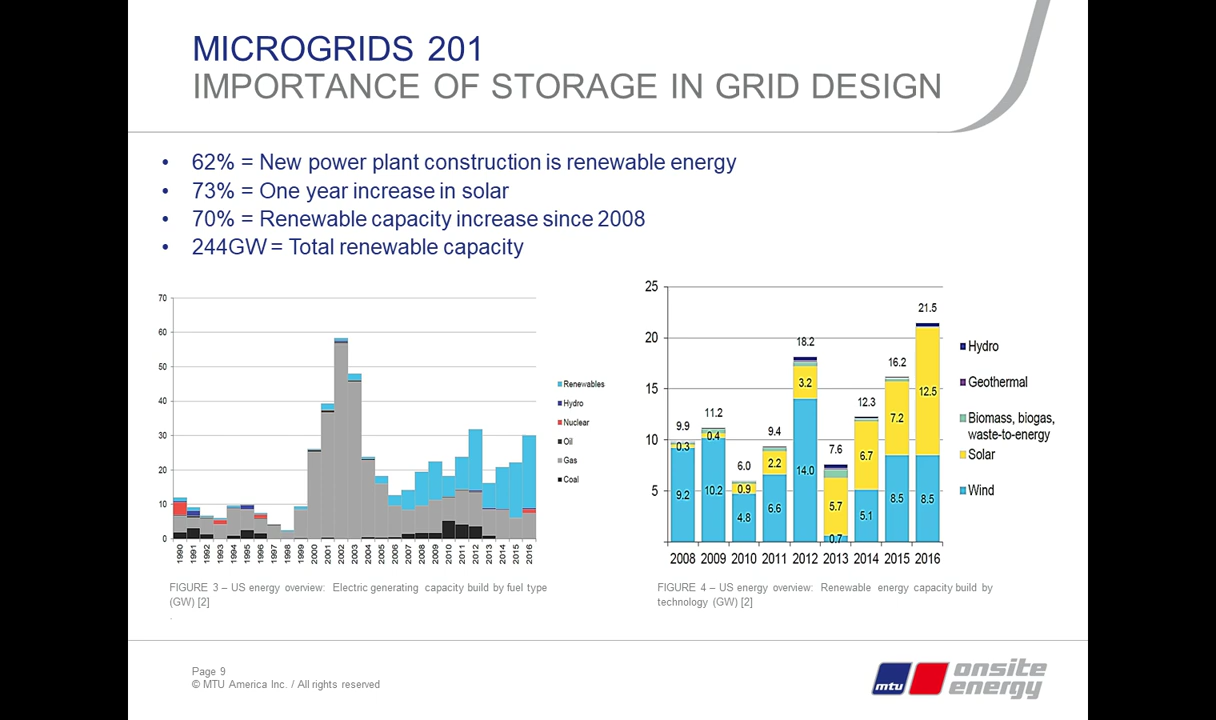 MICROGRIDS 201
IMPORTANCE OF STORAGE IN GRID DESIGN
• 62% = New power plant construction is renewable energy
• 73% = One year increase in solar
• 70% = Renewable capacity increase since 2008
• 244GW = Total renewable capacity
70
60
50
40
30
20
10
0
1990 1991 1992 1993 1994 1995 1996 1997 1998 1999 2000 2001 2002 2003 2004 2005 2006 2007 2008 2009 2010 2011 2012 2013 2014 2015 2016
Renewables
Hydro
Nuclear
Oil
Gas
Coal
FIGURE 3 – US energy overview: Electric generating capacity build by fuel type
(GW) [2]
.
25
20
15
10
5
9.9 11.2 6.0 9.4 18.2 7.6 12.3 16.2 21.5
0.3 0.4 0.9 2.2 3.2 5.7 6.7 7.2 12.5
9.2 10.2 4.8 6.6 14.0 0.7 5.1 8.5 8.5
2008 2009 2010 2011 2012 2013 2014 2015 2016
Hydro
Geothermal
Biomass, biogas,
waste-to-energy
Solar
Wind
FIGURE 4 – US energy overview: Renewable energy capacity build by
technology (GW) [2]
Page 9
© MTU America Inc. / All rights reserved
mtu
onsite
energy